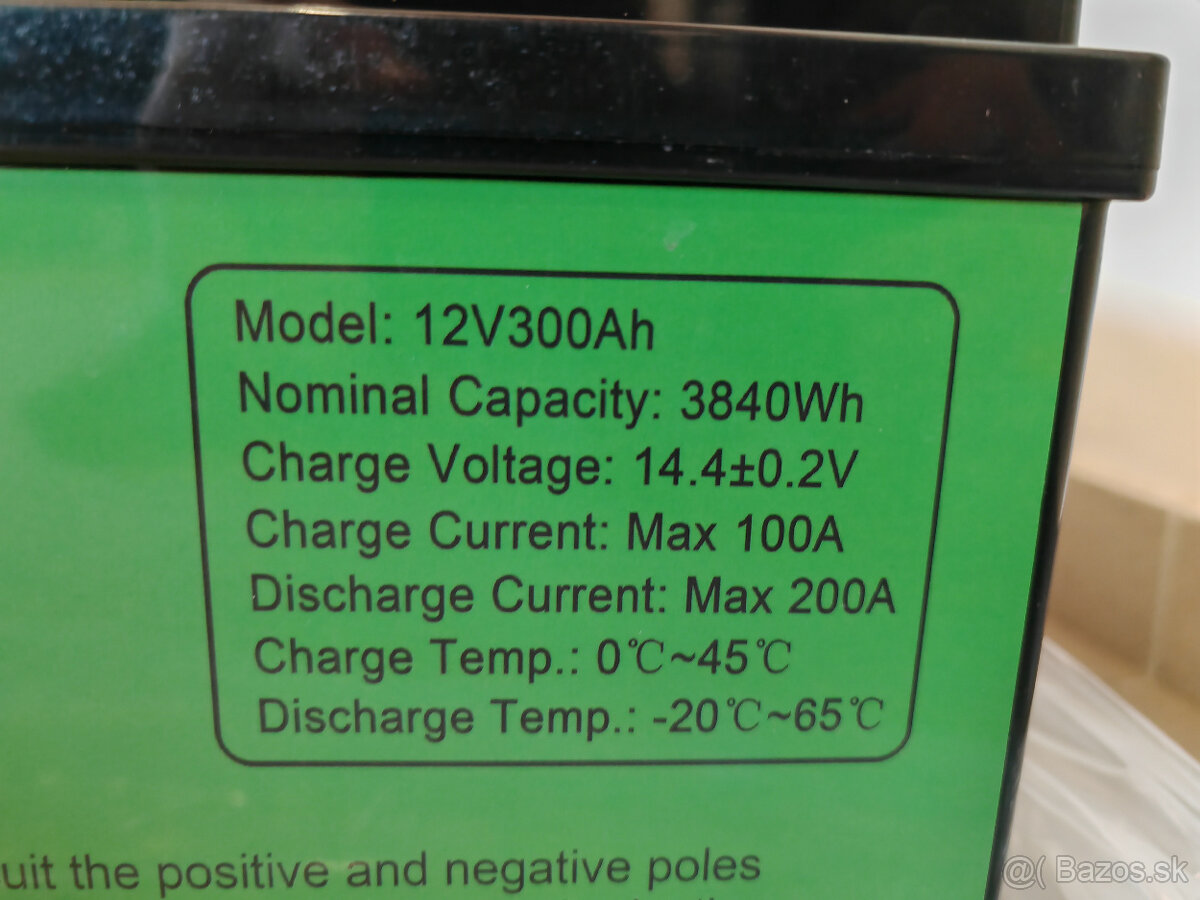 Model: 12V300Ah
Nominal Capacity: 3840Wh
Charge Voltage: 14.4±0.2V
Charge Current: Max 100A
Discharge Current: Max 200A
Charge Temp.: 0℃~45℃
Discharge Temp.: -20℃~65℃
uit the positive and negative poles
@( Bazos.sk